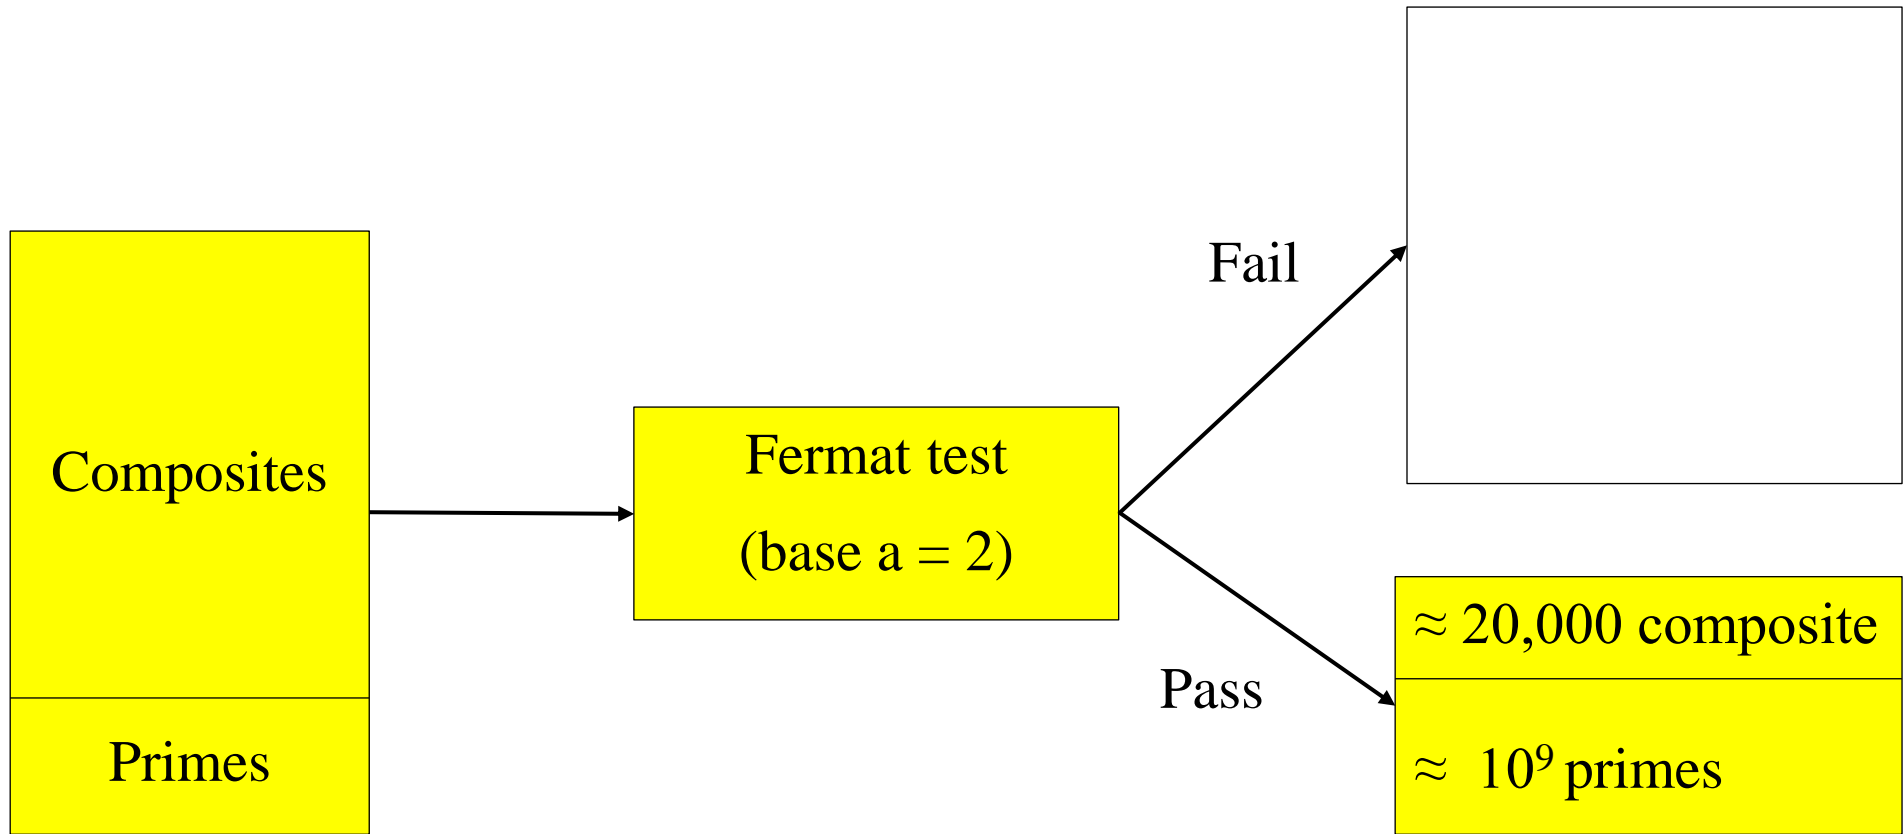 Composites
Primes
Fermat test
(base a = 2)
Fail
Pass
≈ 20,000 composite
≈ 10⁹ primes